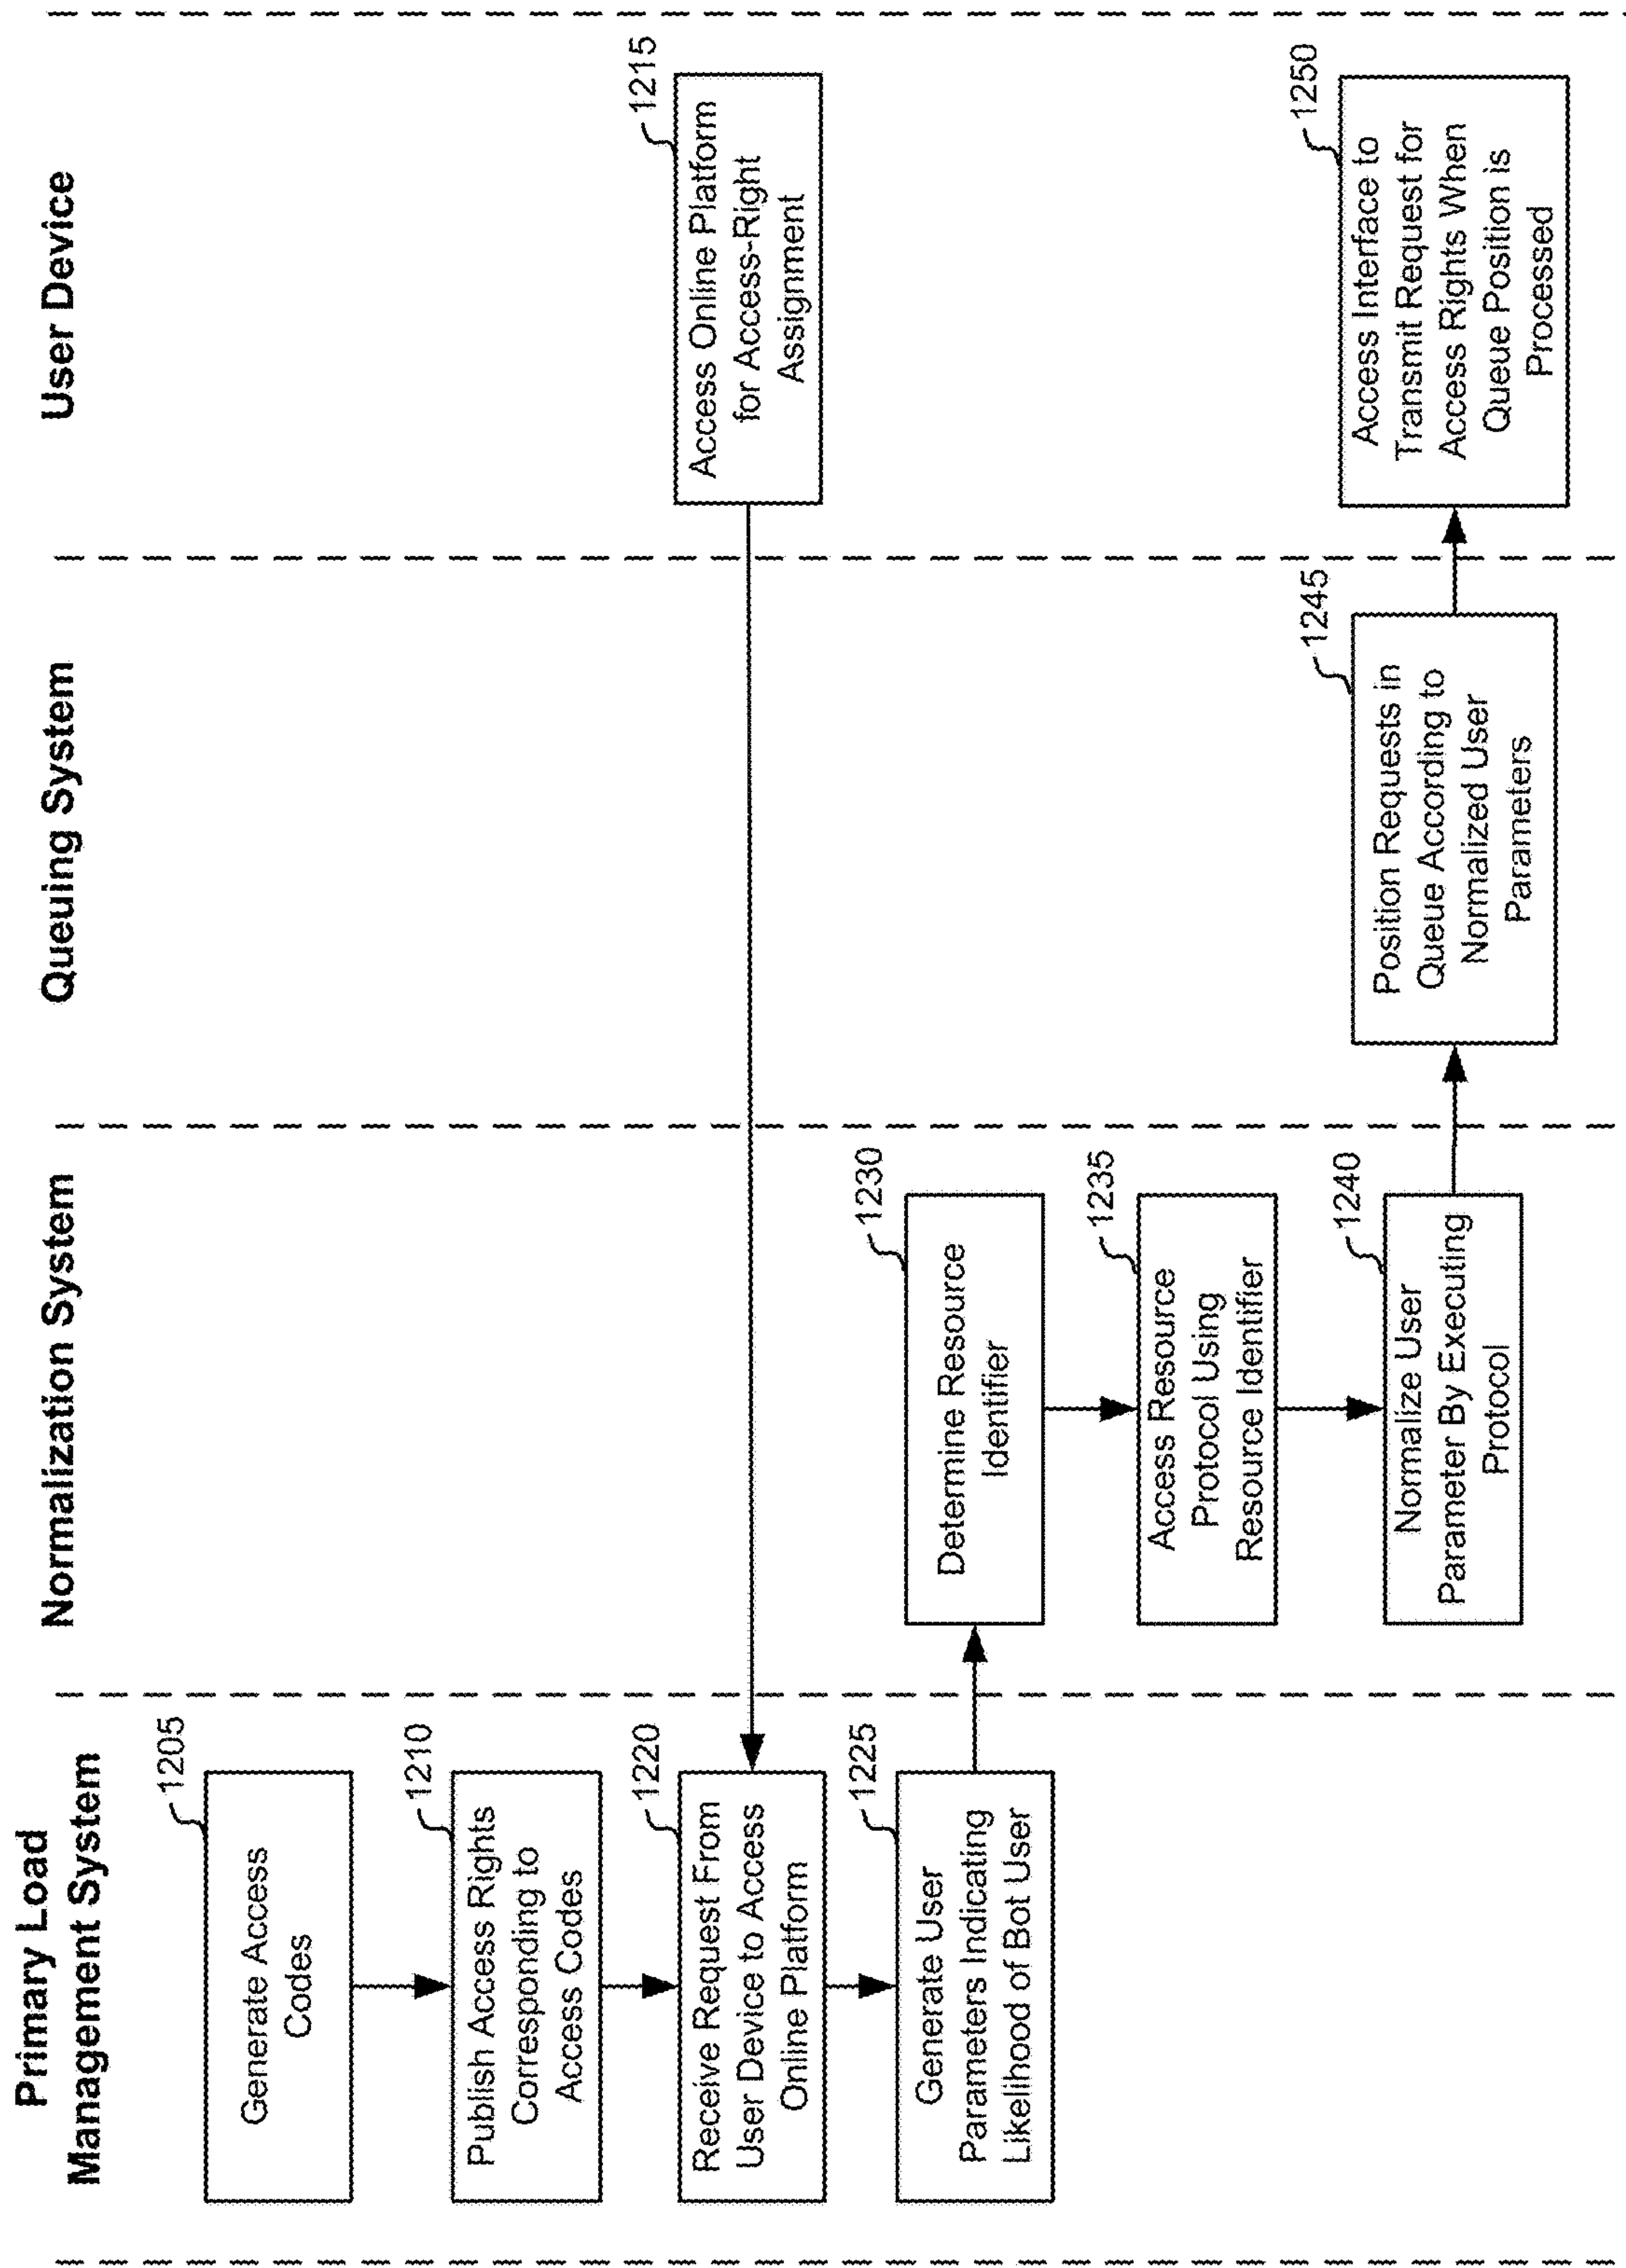 Primary Load
Management System
Normalization System
Queuing System
User Device
1205
Generate Access
Codes
1210
Publish Access Rights
Corresponding to
Access Codes
1215
Access Online Platform
for Access-Right
Assignment
1220
Receive Request From
User Device to Access
Online Platform
1225
Generate User
Parameters Indicating
Likelihood of Bot User
1230
Determine Resource
Identifier
1235
Access Resource
Protocol Using
Resource Identifier
1240
Normalize User
Parameter By Executing
Protocol
1245
Position Requests in
Queue According to
Normalized User
Parameters
1250
Access Interface to
Transmit Request for
Access Rights When
Queue Position is
Processed